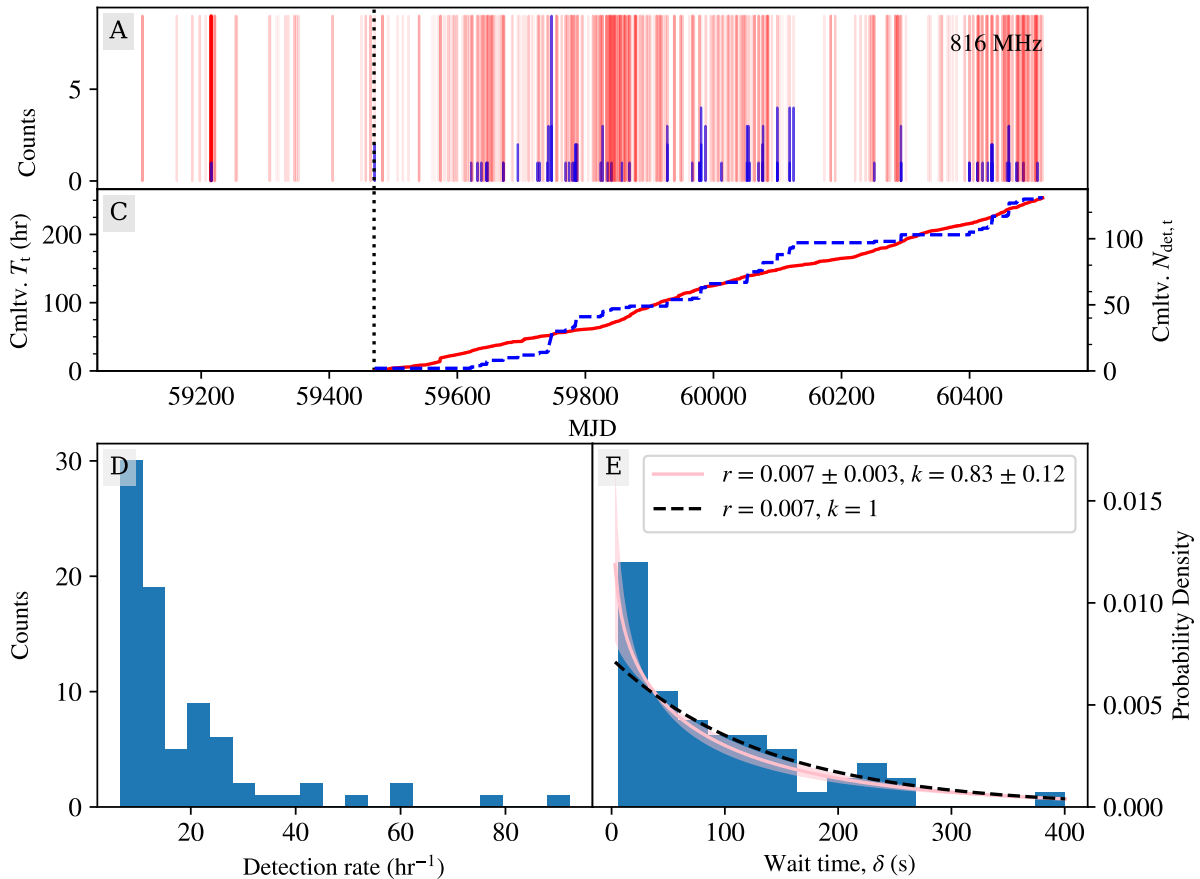 A
816 MHz
5
0
Counts
C
200
100
0
Cmltv. Tt (hr)
100
50
0
Cmltv. Ndet, t
59200 59400 59600 59800 60000 60200 60400
MJD
D
30
20
10
0
Counts
20 40 60 80
Detection rate (hr⁻¹)
E
r = 0.007 ± 0.003, k = 0.83 ± 0.12
r = 0.007, k = 1
0.015
0.010
0.005
0.000
Probability Density
0 100 200 300 400
Wait time, δ (s)